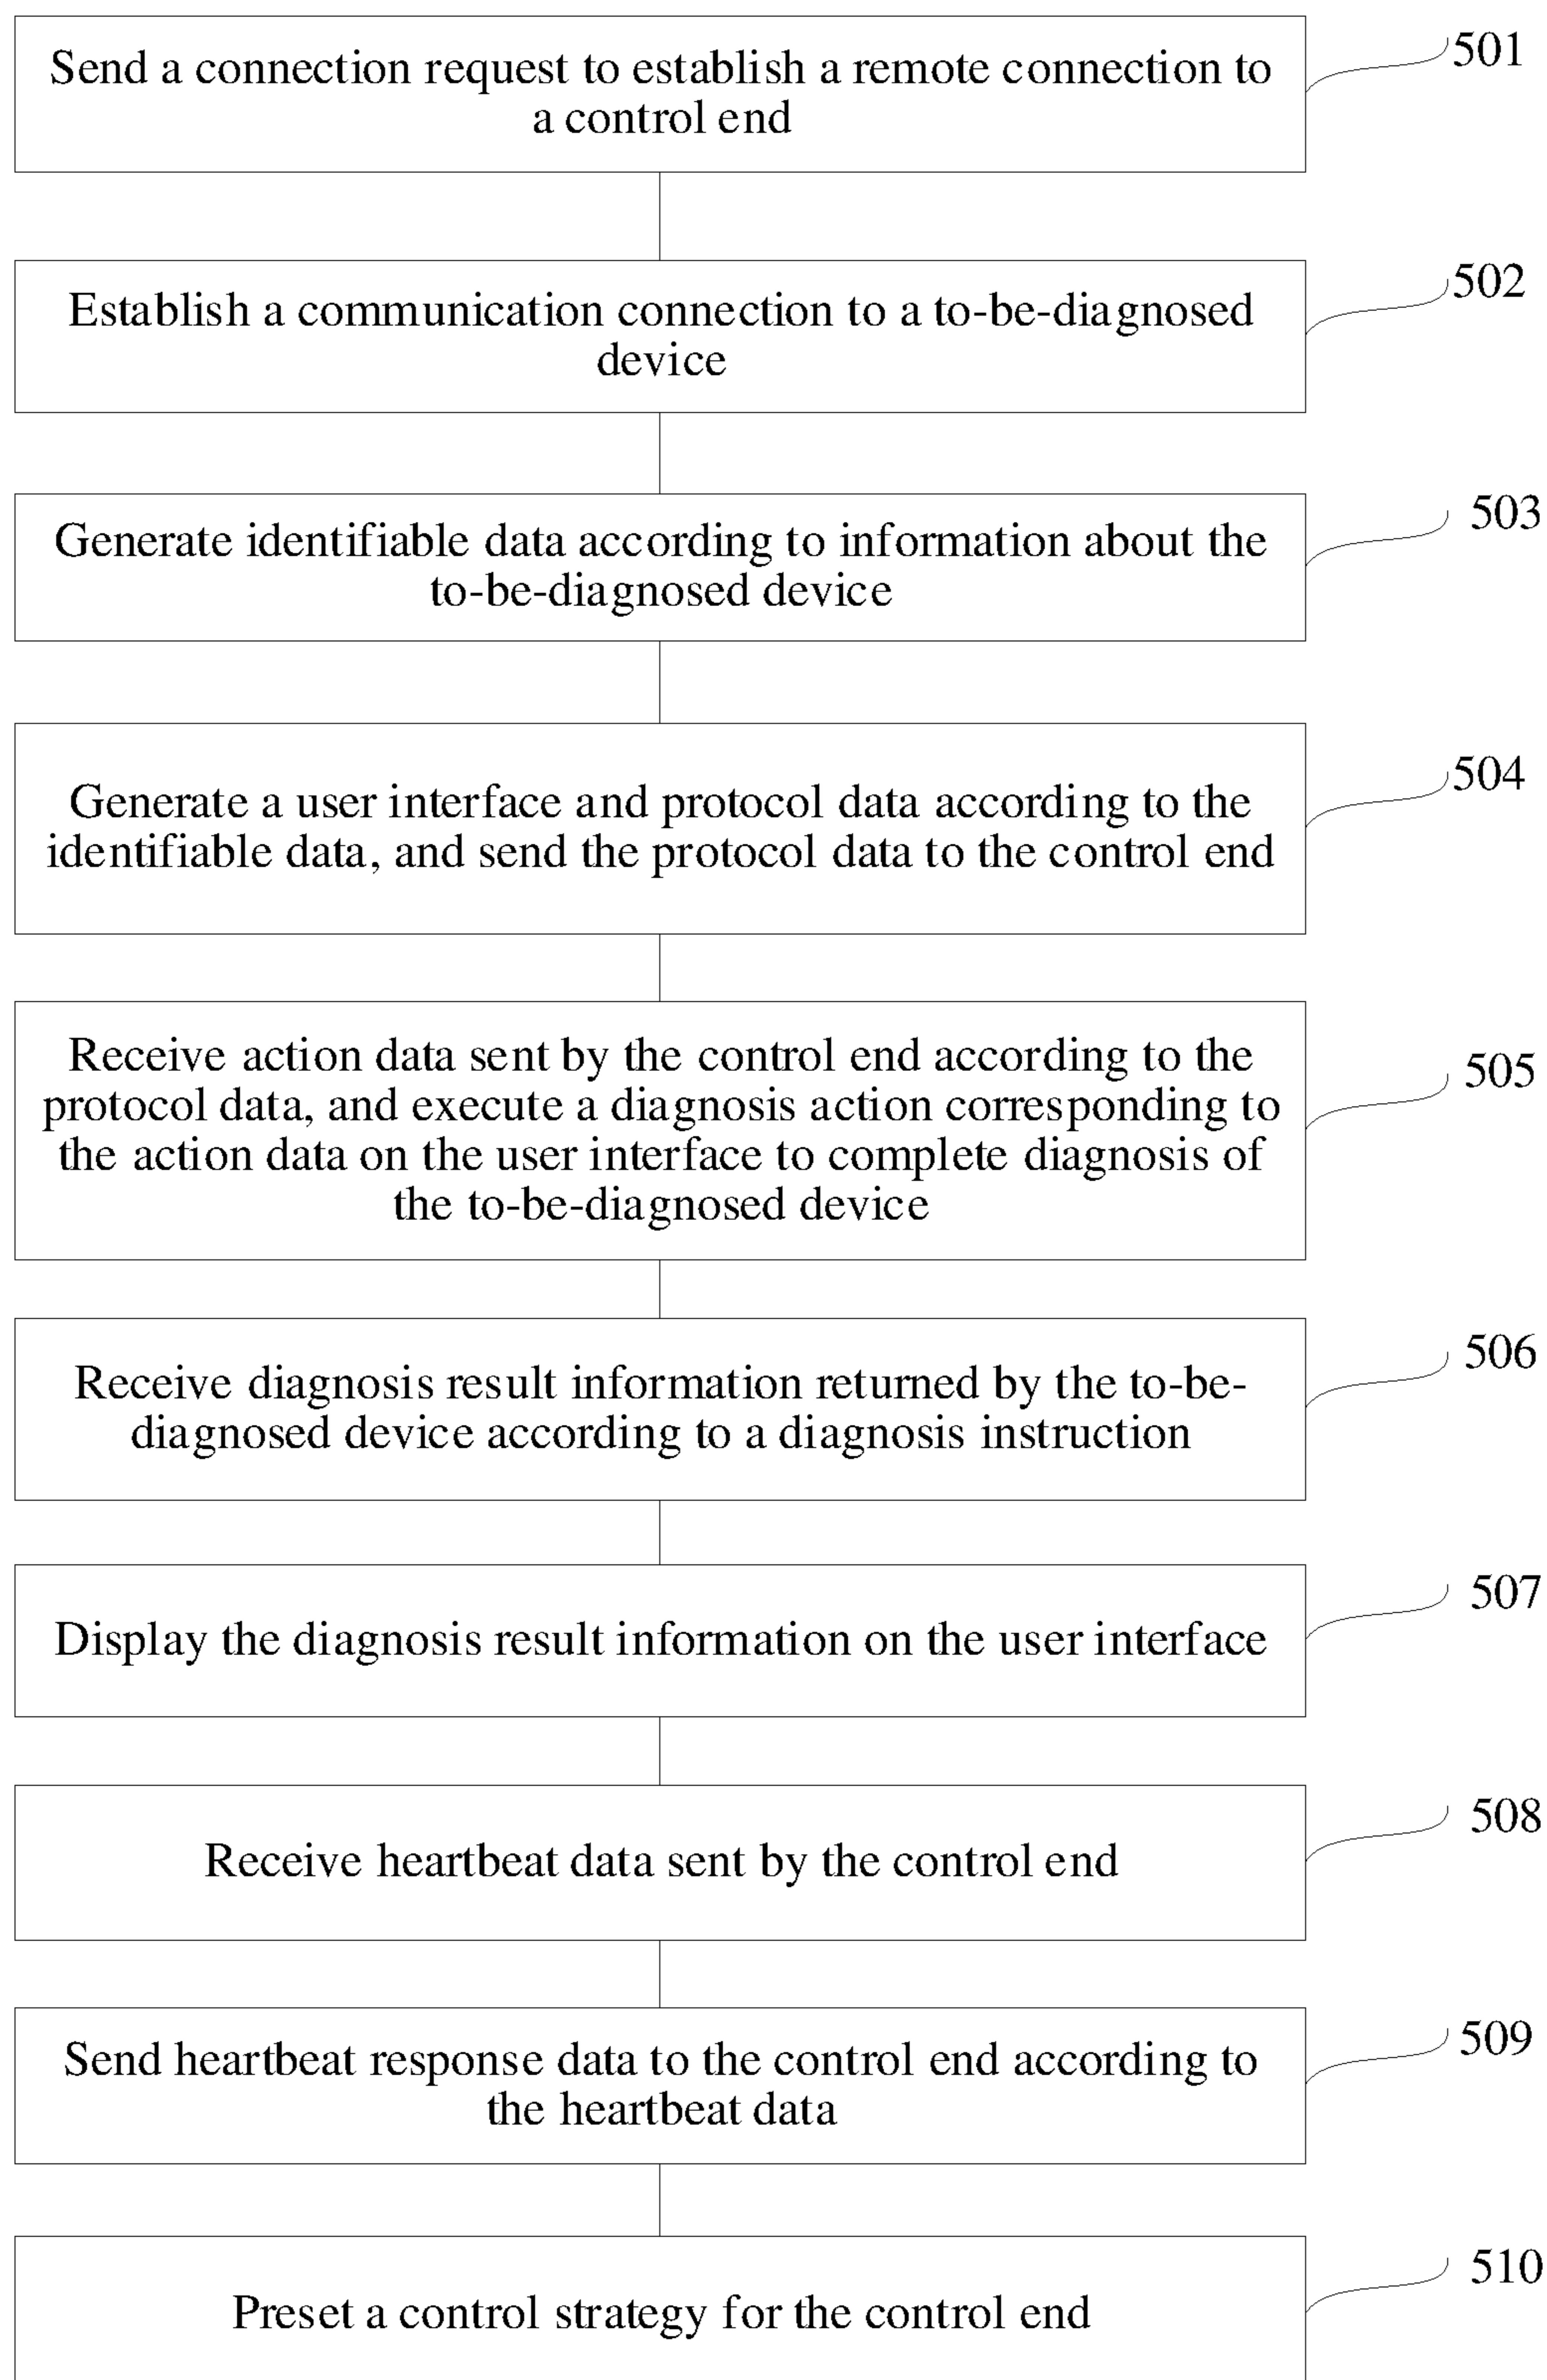 Send a connection request to establish a remote connection to
a control end
501
Establish a communication connection to a to-be-diagnosed
device
502
Generate identifiable data according to information about the
to-be-diagnosed device
503
Generate a user interface and protocol data according to the
identifiable data, and send the protocol data to the control end
504
Receive action data sent by the control end according to the
protocol data, and execute a diagnosis action corresponding to
the action data on the user interface to complete diagnosis of
the to-be-diagnosed device
505
Receive diagnosis result information returned by the to-be-
diagnosed device according to a diagnosis instruction
506
Display the diagnosis result information on the user interface
507
Receive heartbeat data sent by the control end
508
Send heartbeat response data to the control end according to
the heartbeat data
509
Preset a control strategy for the control end
510